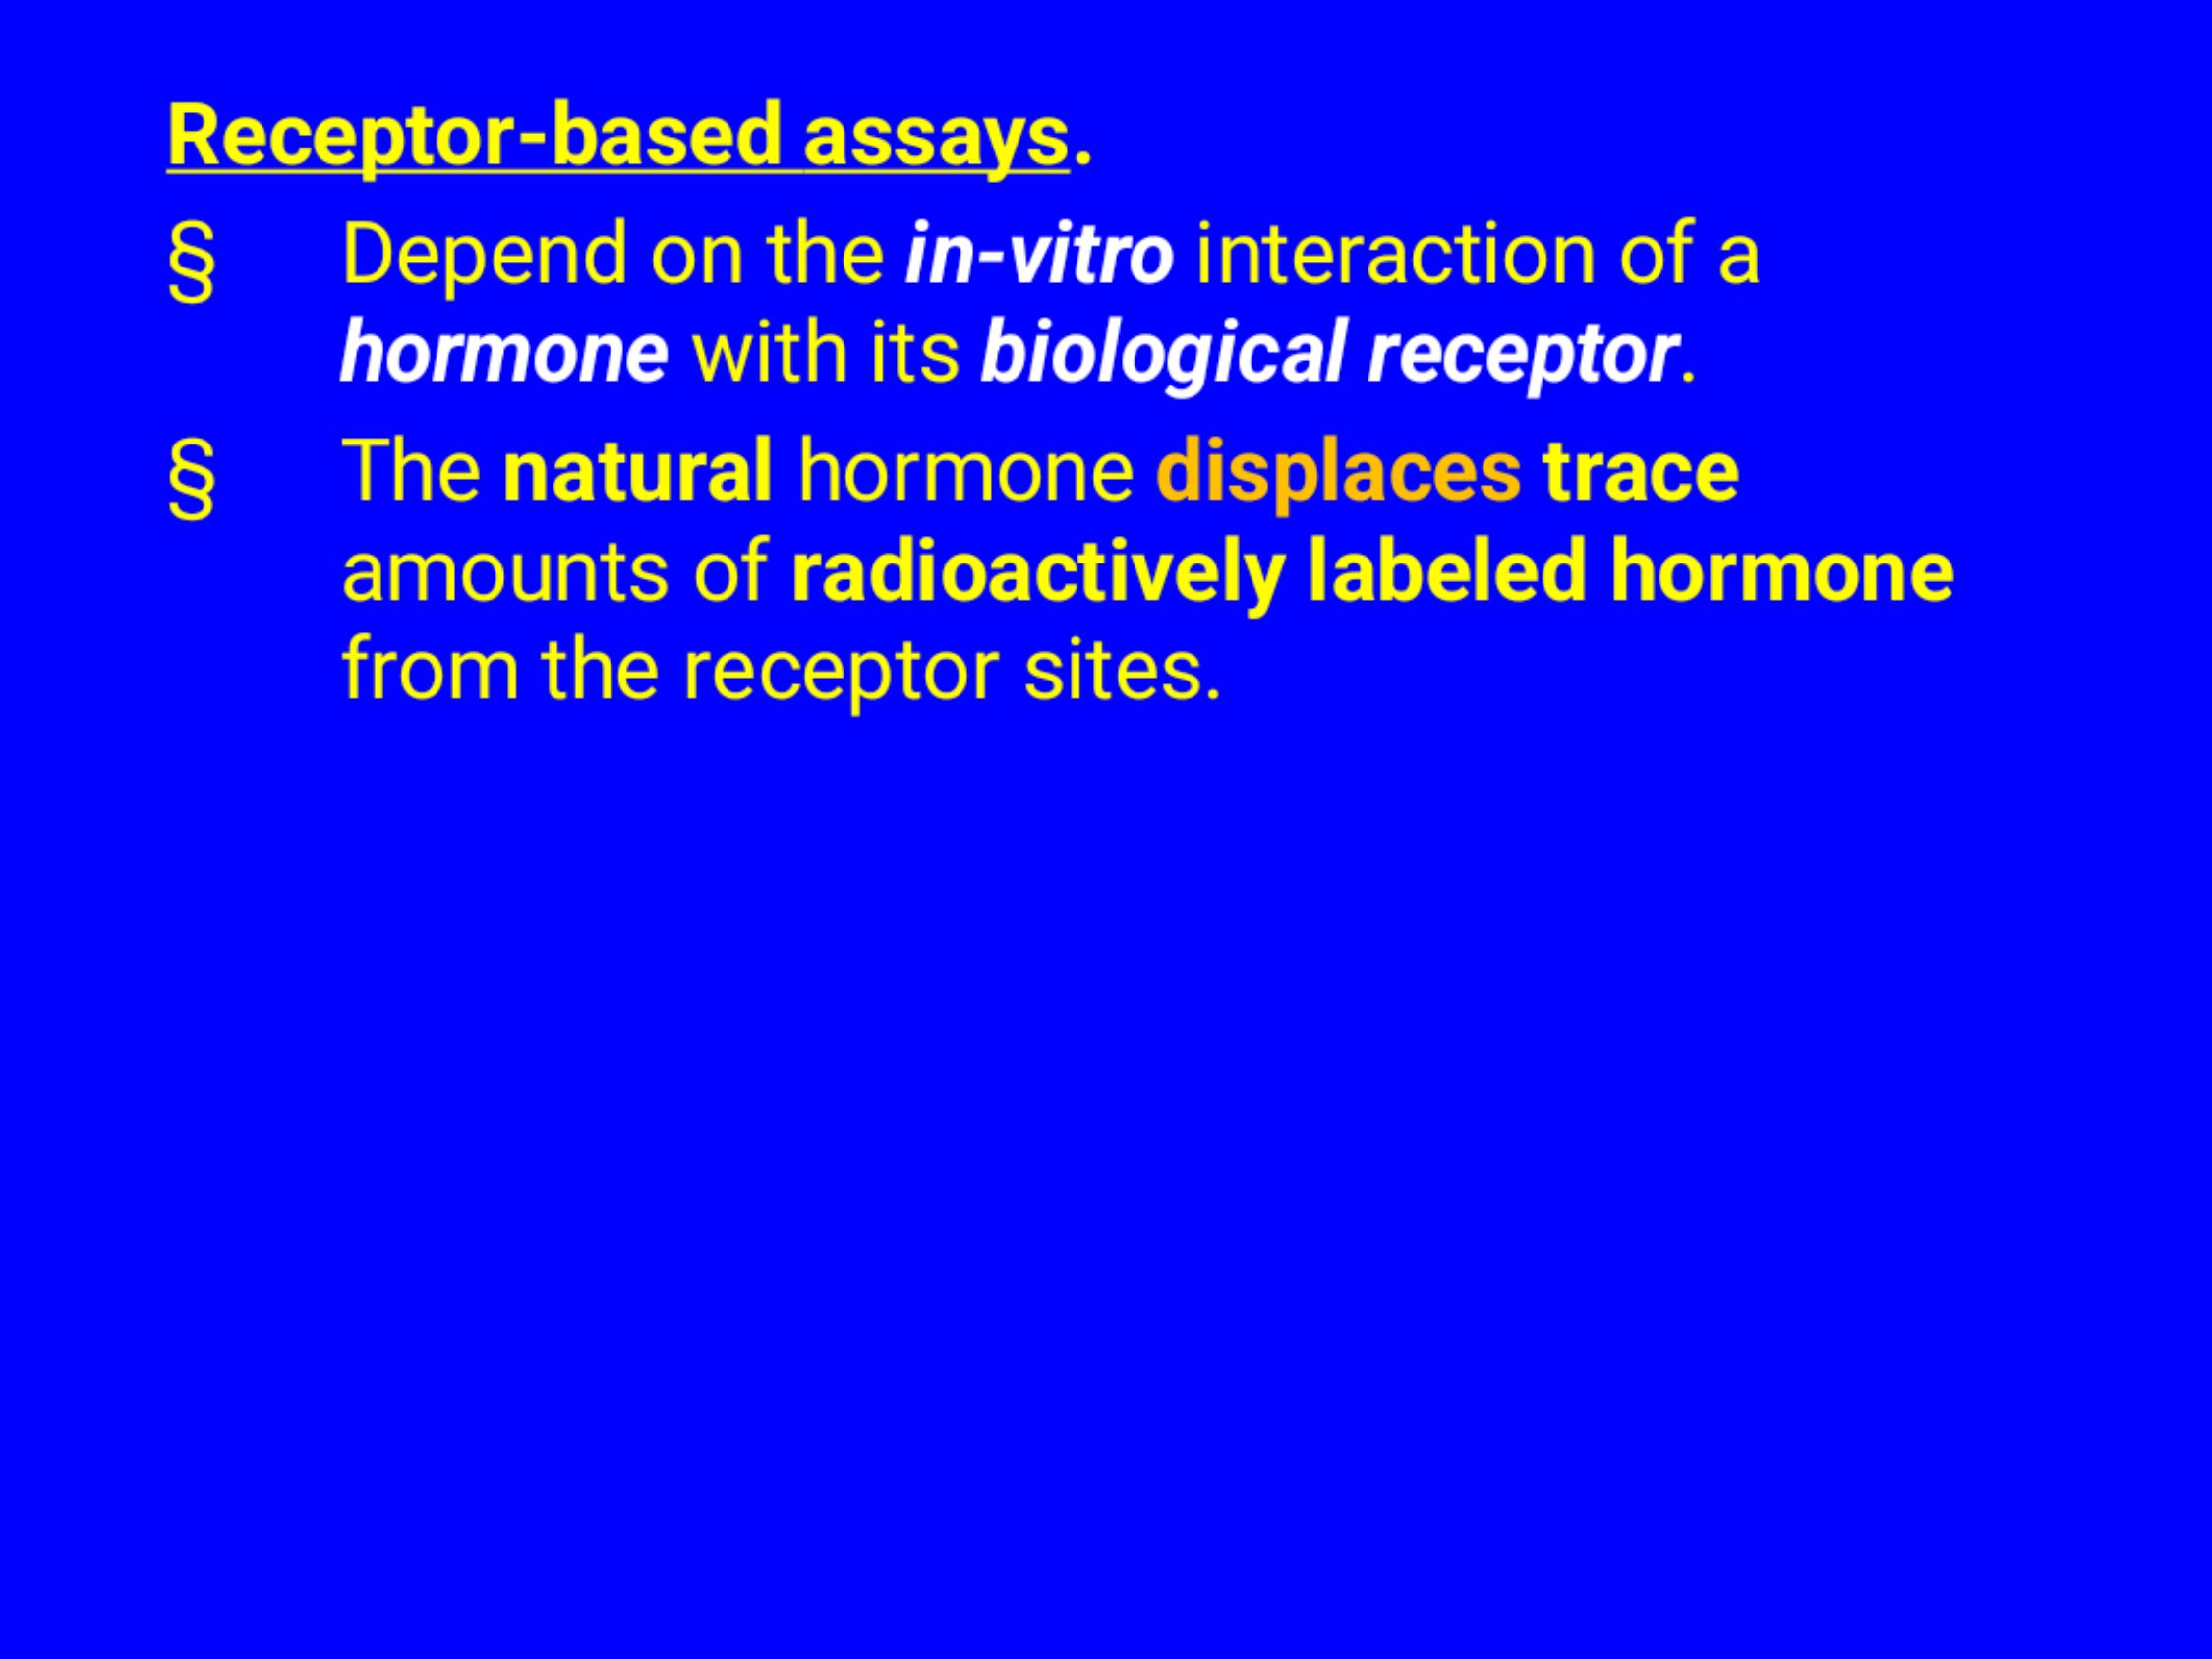 Receptor-based assays.
§ Depend on the in-vitro interaction of a
hormone with its biological receptor.
§ The natural hormone displaces trace
amounts of radioactively labeled hormone
from the receptor sites.